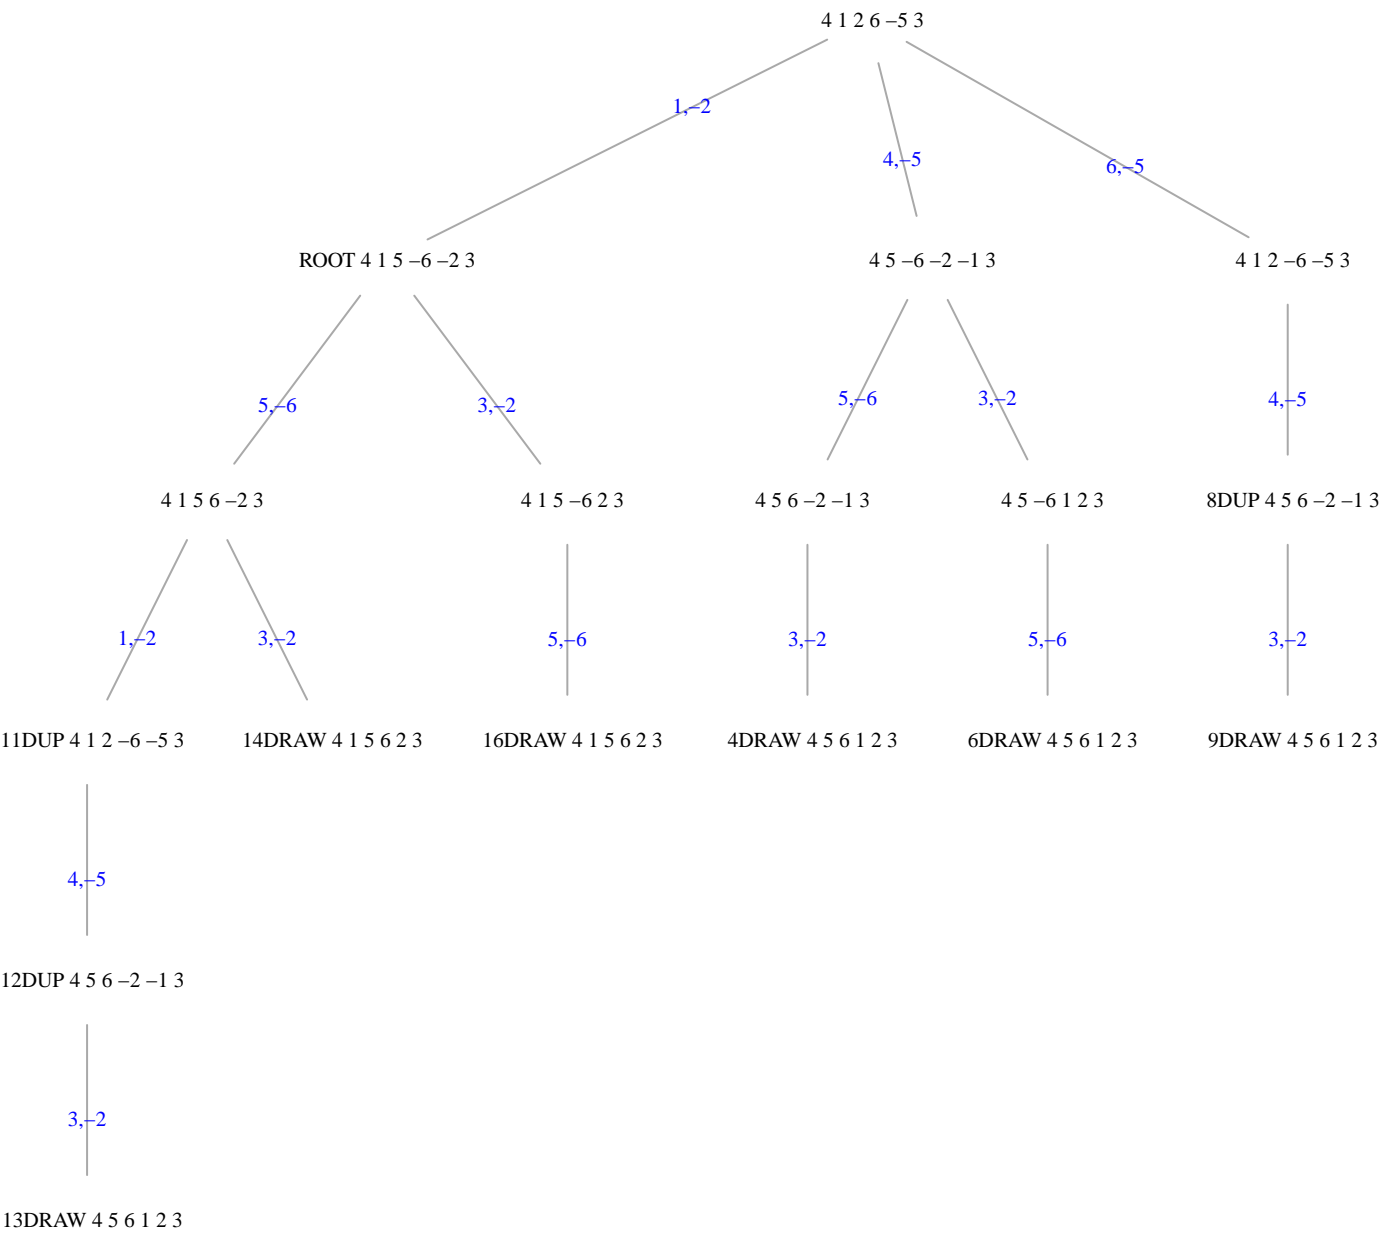 4 1 2 6 –5 3
1,–2
4,–5
6,–5
ROOT 4 1 5 –6 –2 3
4 5 –6 –2 –1 3
4 1 2 –6 –5 3
5,–6
3,–2
5,–6
3,–2
4,–5
4 1 5 6 –2 3
4 1 5 –6 2 3
4 5 6 –2 –1 3
4 5 –6 1 2 3
8DUP 4 5 6 –2 –1 3
1,–2
3,–2
5,–6
3,–2
5,–6
3,–2
11DUP 4 1 2 –6 –5 3
14DRAW 4 1 5 6 2 3
16DRAW 4 1 5 6 2 3
4DRAW 4 5 6 1 2 3
6DRAW 4 5 6 1 2 3
9DRAW 4 5 6 1 2 3
4,–5
12DUP 4 5 6 –2 –1 3
3,–2
13DRAW 4 5 6 1 2 3